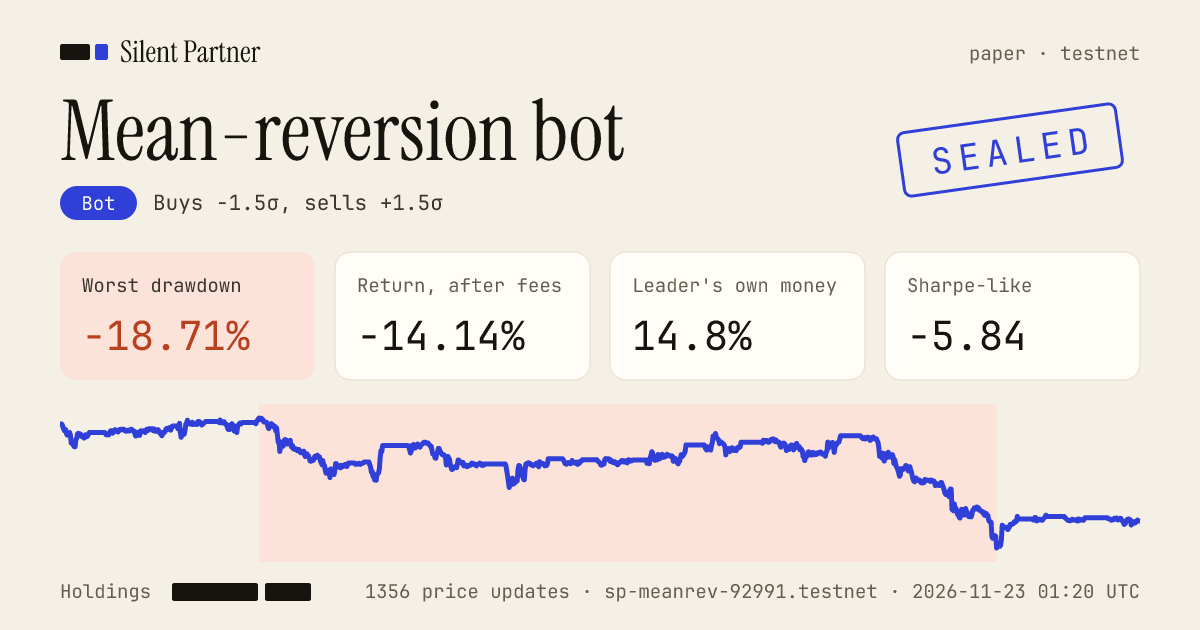 Silent Partner
paper · testnet
Mean-reversion bot
SEALED
Bot
Buys -1.5σ, sells +1.5σ
Worst drawdown
-18.71%
Return, after fees
-14.14%
Leader's own money
14.8%
Sharpe-like
-5.84
Holdings
1356 price updates · sp-meanrev-92991.testnet · 2026-11-23 01:20 UTC